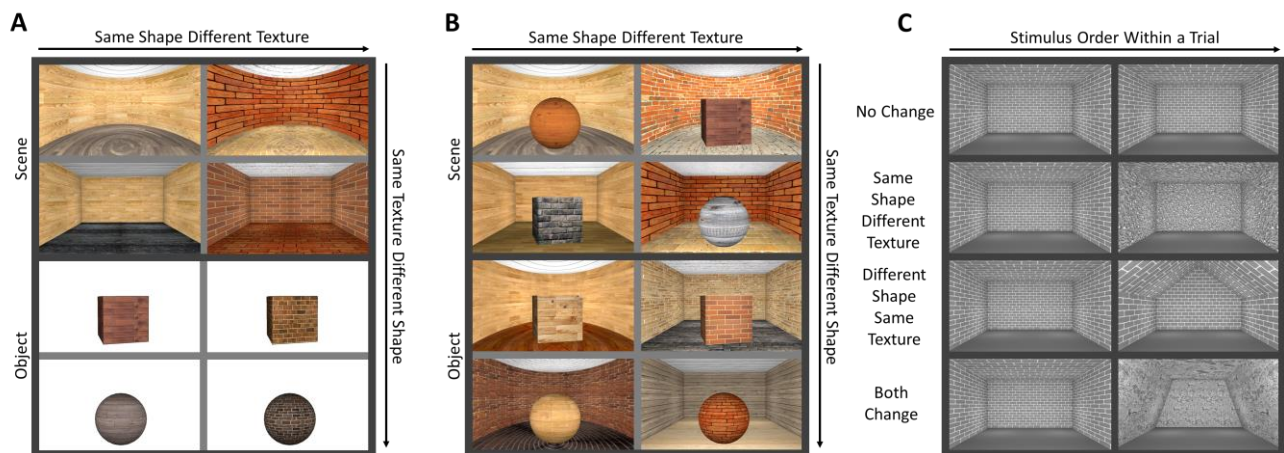 A
Same Shape Different Texture
Scene
Object
Same Texture Different Shape
B
Same Shape Different Texture
Scene
Object
Same Texture Different Shape
C
Stimulus Order Within a Trial
No Change
Same
Shape
Different
Texture
Different
Shape
Same
Texture
Both
Change